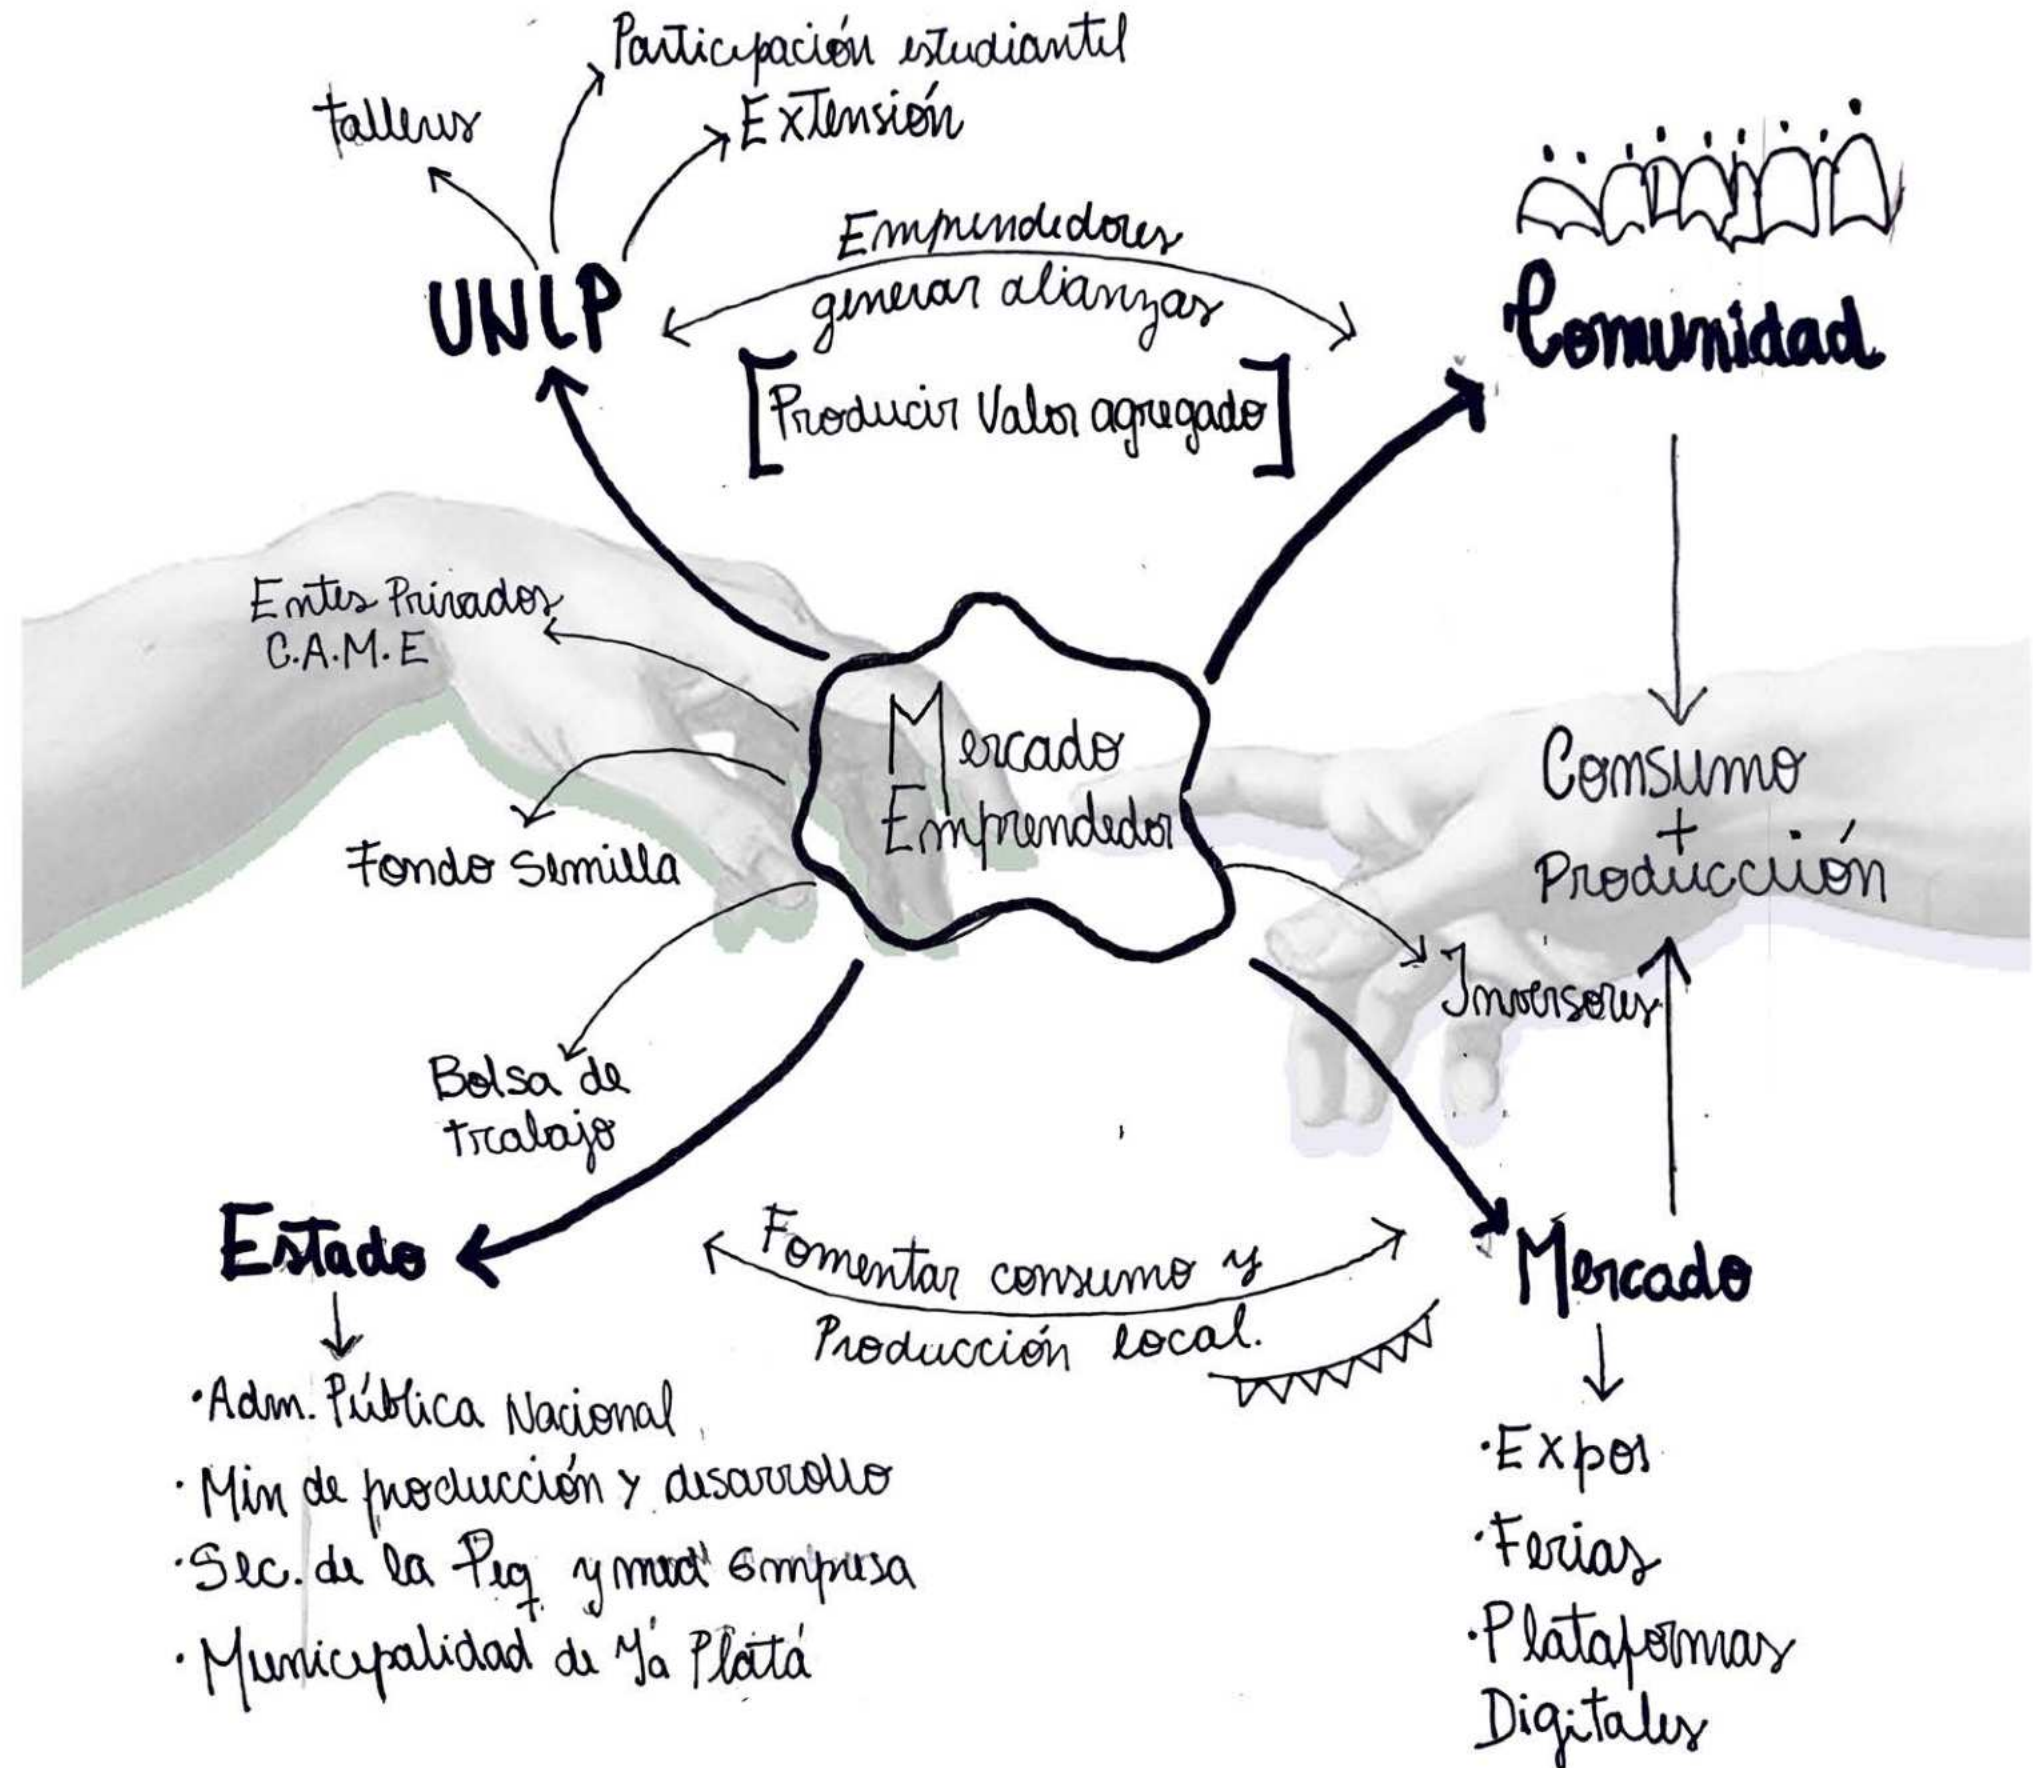 Participación estudiantil
Talleres
Extensión
UNLP
Emprendedores
generar alianzas
[Producir Valor agregado]
Comunidad
Entes Privados
C.A.M.E
Fondo Semilla
Bolsa de
trabajo
Mercado
Emprendedor
Consumo
+
Producción
Inversores
Estado
Fomentar consumo y
Producción local.
Mercado
·Adm. Pública Nacional
·Min de producción y desarrollo
·Sec. de la Peq y med empresa
·Municipalidad de La Plata
·Expos
·Ferias
·Plataformas
Digitales